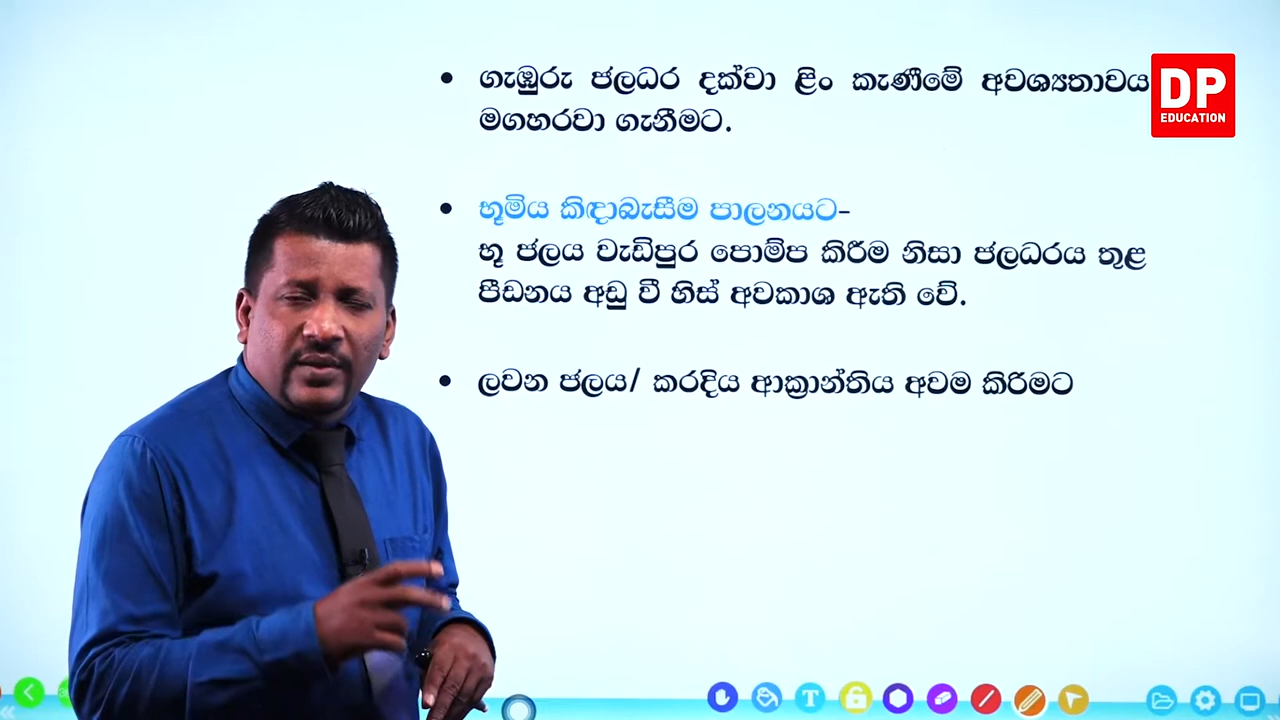 ගැඹුරු ජලධර දක්වා ළිං කැණීමේ අවශ්‍යතාවය
මගහරවා ගැනීමට.
භූමිය කිඳාබැසීම පාලනයට-
භූ ජලය වැඩිපුර පොම්ප කිරීම නිසා ජලධරය තුළ
පීඩනය අඩු වී හිස් අවකාශ ඇති වේ.
ලවන ජලය/ කරදිය ආක්‍රාන්තිය අවම කිරිමට
DP
EDUCATION